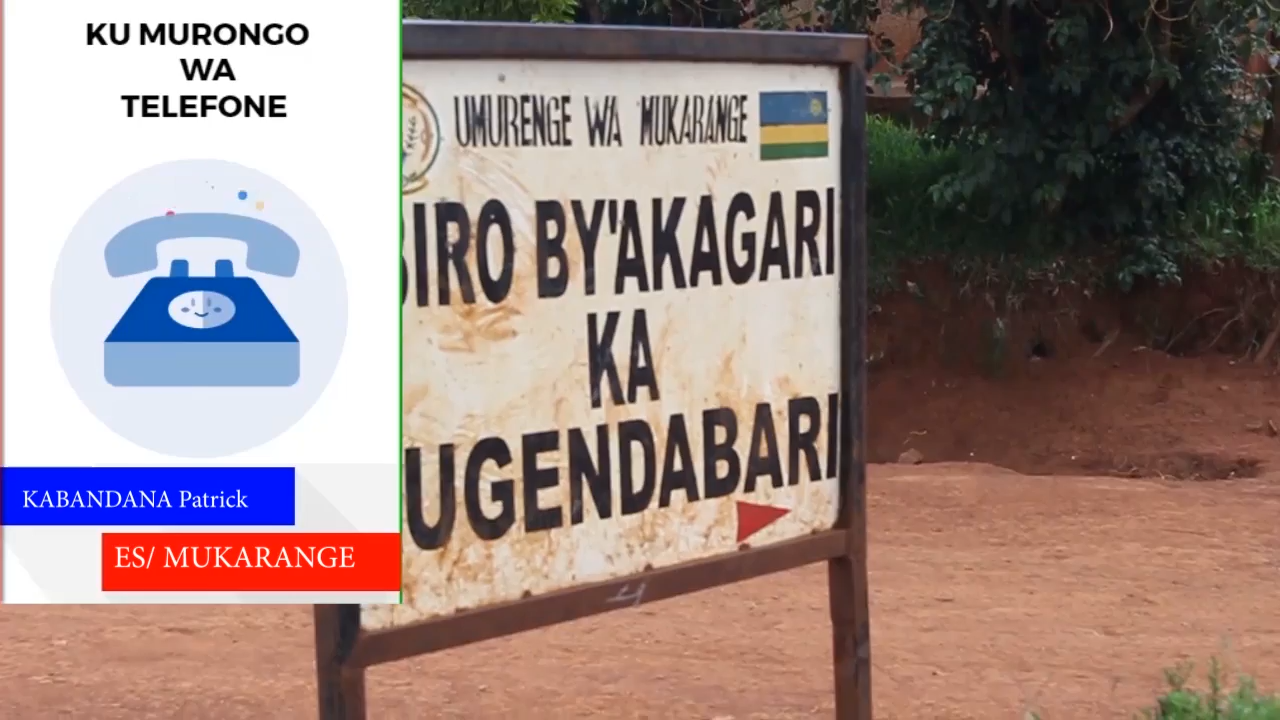 KU MURONGO
WA
TELEFONE
KABANDANA Patrick
ES/ MUKARANGE
UMURENGE WA MUKARANGE
BIRO BY'AKAGARI
KA
UGENDABARI